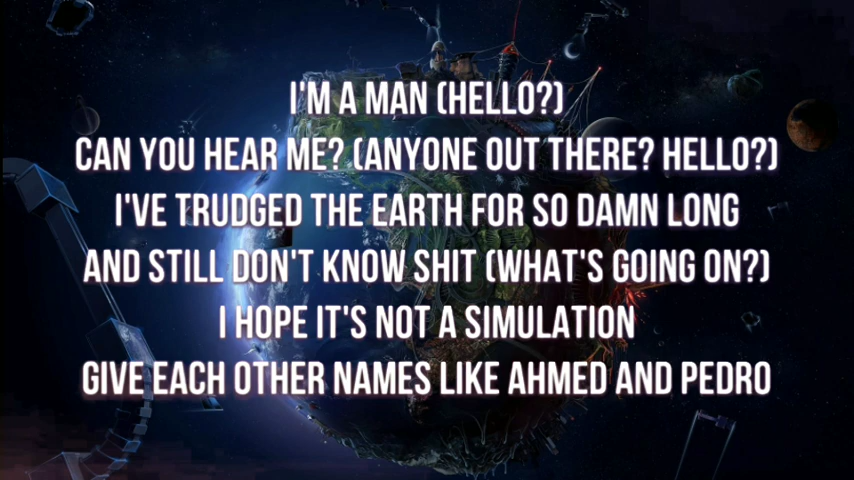 I'M A MAN (HELLO?)
CAN YOU HEAR ME? (ANYONE OUT THERE? HELLO?)
I'VE TRUDGED THE EARTH FOR SO DAMN LONG
AND STILL DON'T KNOW SHIT (WHAT'S GOING ON?)
I HOPE IT'S NOT A SIMULATION
GIVE EACH OTHER NAMES LIKE AHMED AND PEDRO